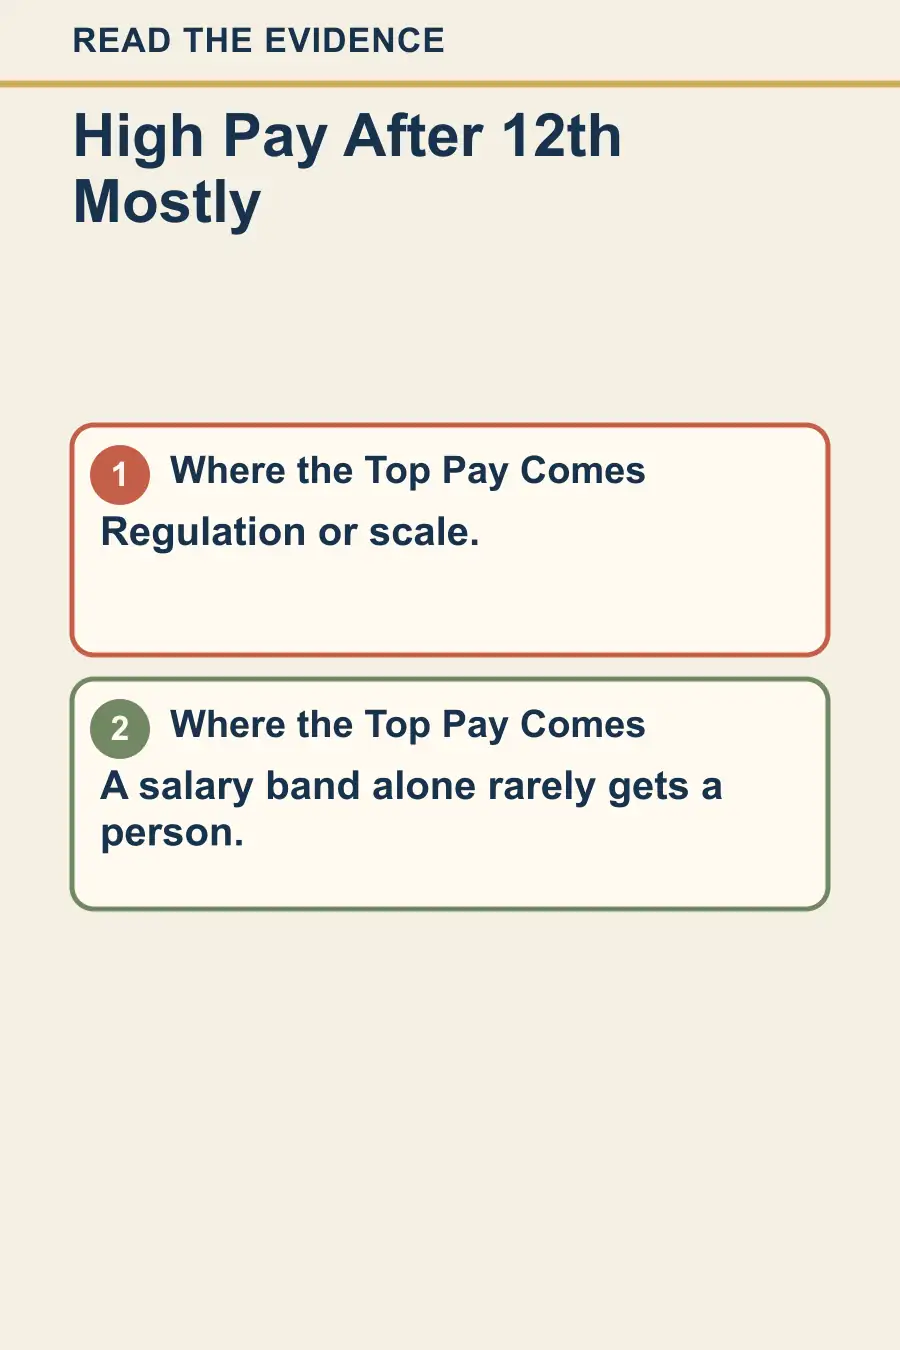 READ THE EVIDENCE
High Pay After 12th
Mostly
1 Where the Top Pay Comes
Regulation or scale.
2 Where the Top Pay Comes
A salary band alone rarely gets a
person.